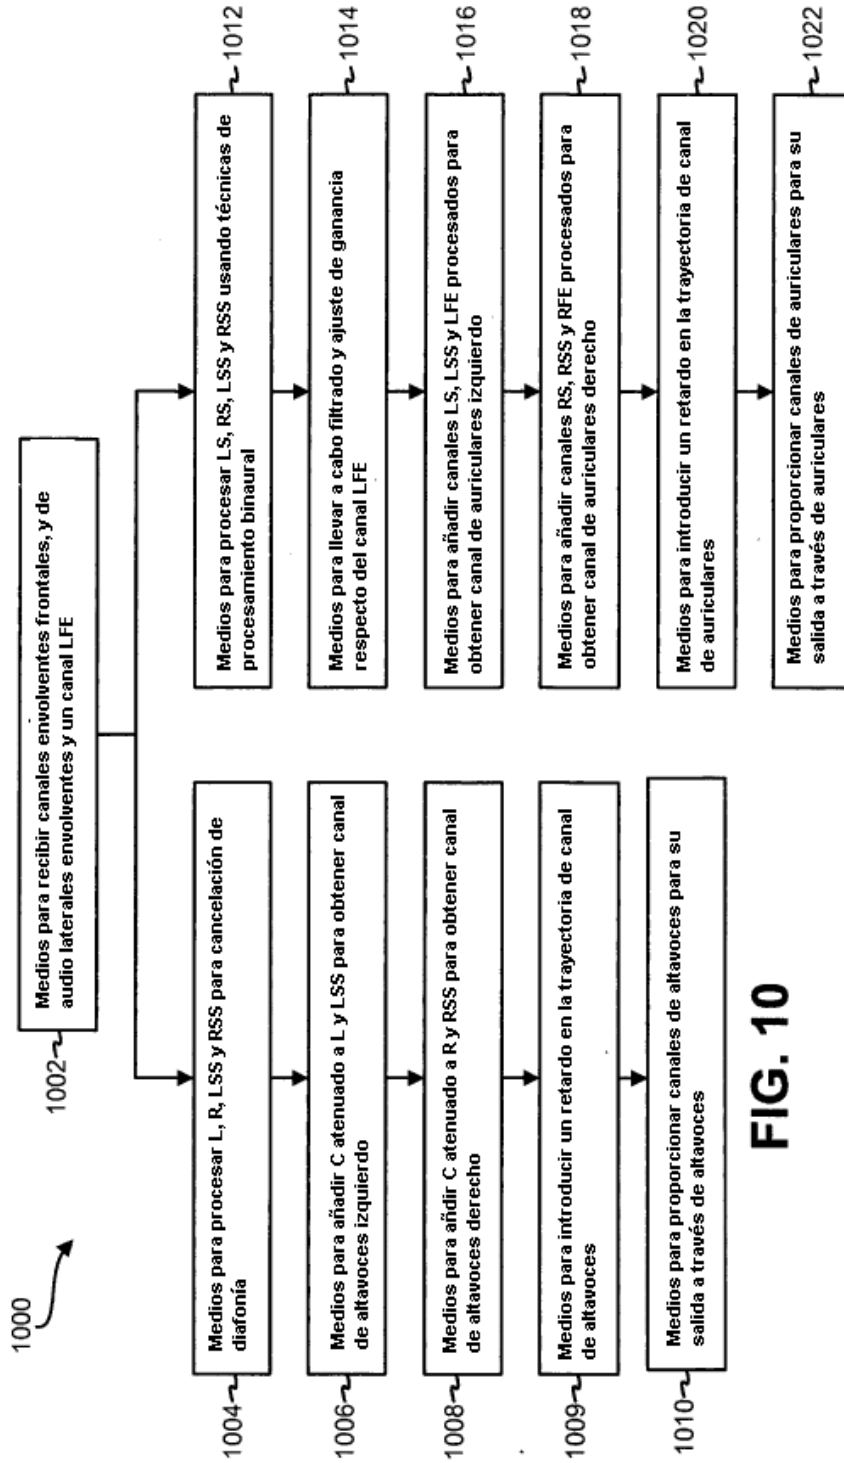 1000
1002
Medios para recibir canales envolventes frontales, y de
audio laterales envolventes y un canal LFE
1004
Medios para procesar L, R, LSS y RSS para cancelación de
diafonía
1006
Medios para añadir C atenuado a L y LSS para obtener canal
de altavoces izquierdo
1008
Medios para añdir C atenuado a R y RSS para obtener canal
de altavoces derecho
1009
Medios para introducir un retardo en la trayectoria de canal
de altavoces
1010
Medios para proporcionar canales de altavoces para su
salida a través de altavoces
Medios para procesar LS, RS, LSS y RSS usando técnicas de
procesamiento binaural
1012
Medios para llevar a cabo filtrado y ajuste de ganancia
respecto del canal LFE
1014
Medios para añadir canales LS, LSS y LFE procesados para
obtener canal de auriculares izquierdo
1016
Medios para añadir canales RS, RSS y RFE procesados para
obtener canal de auriculares derecho
1018
Medios para introducir un retardo en la trayectoria de canal
de auriculares
1020
Medios para proporcionar canales de auriculares para su
salida a través de auriculares
1022
FIG. 10